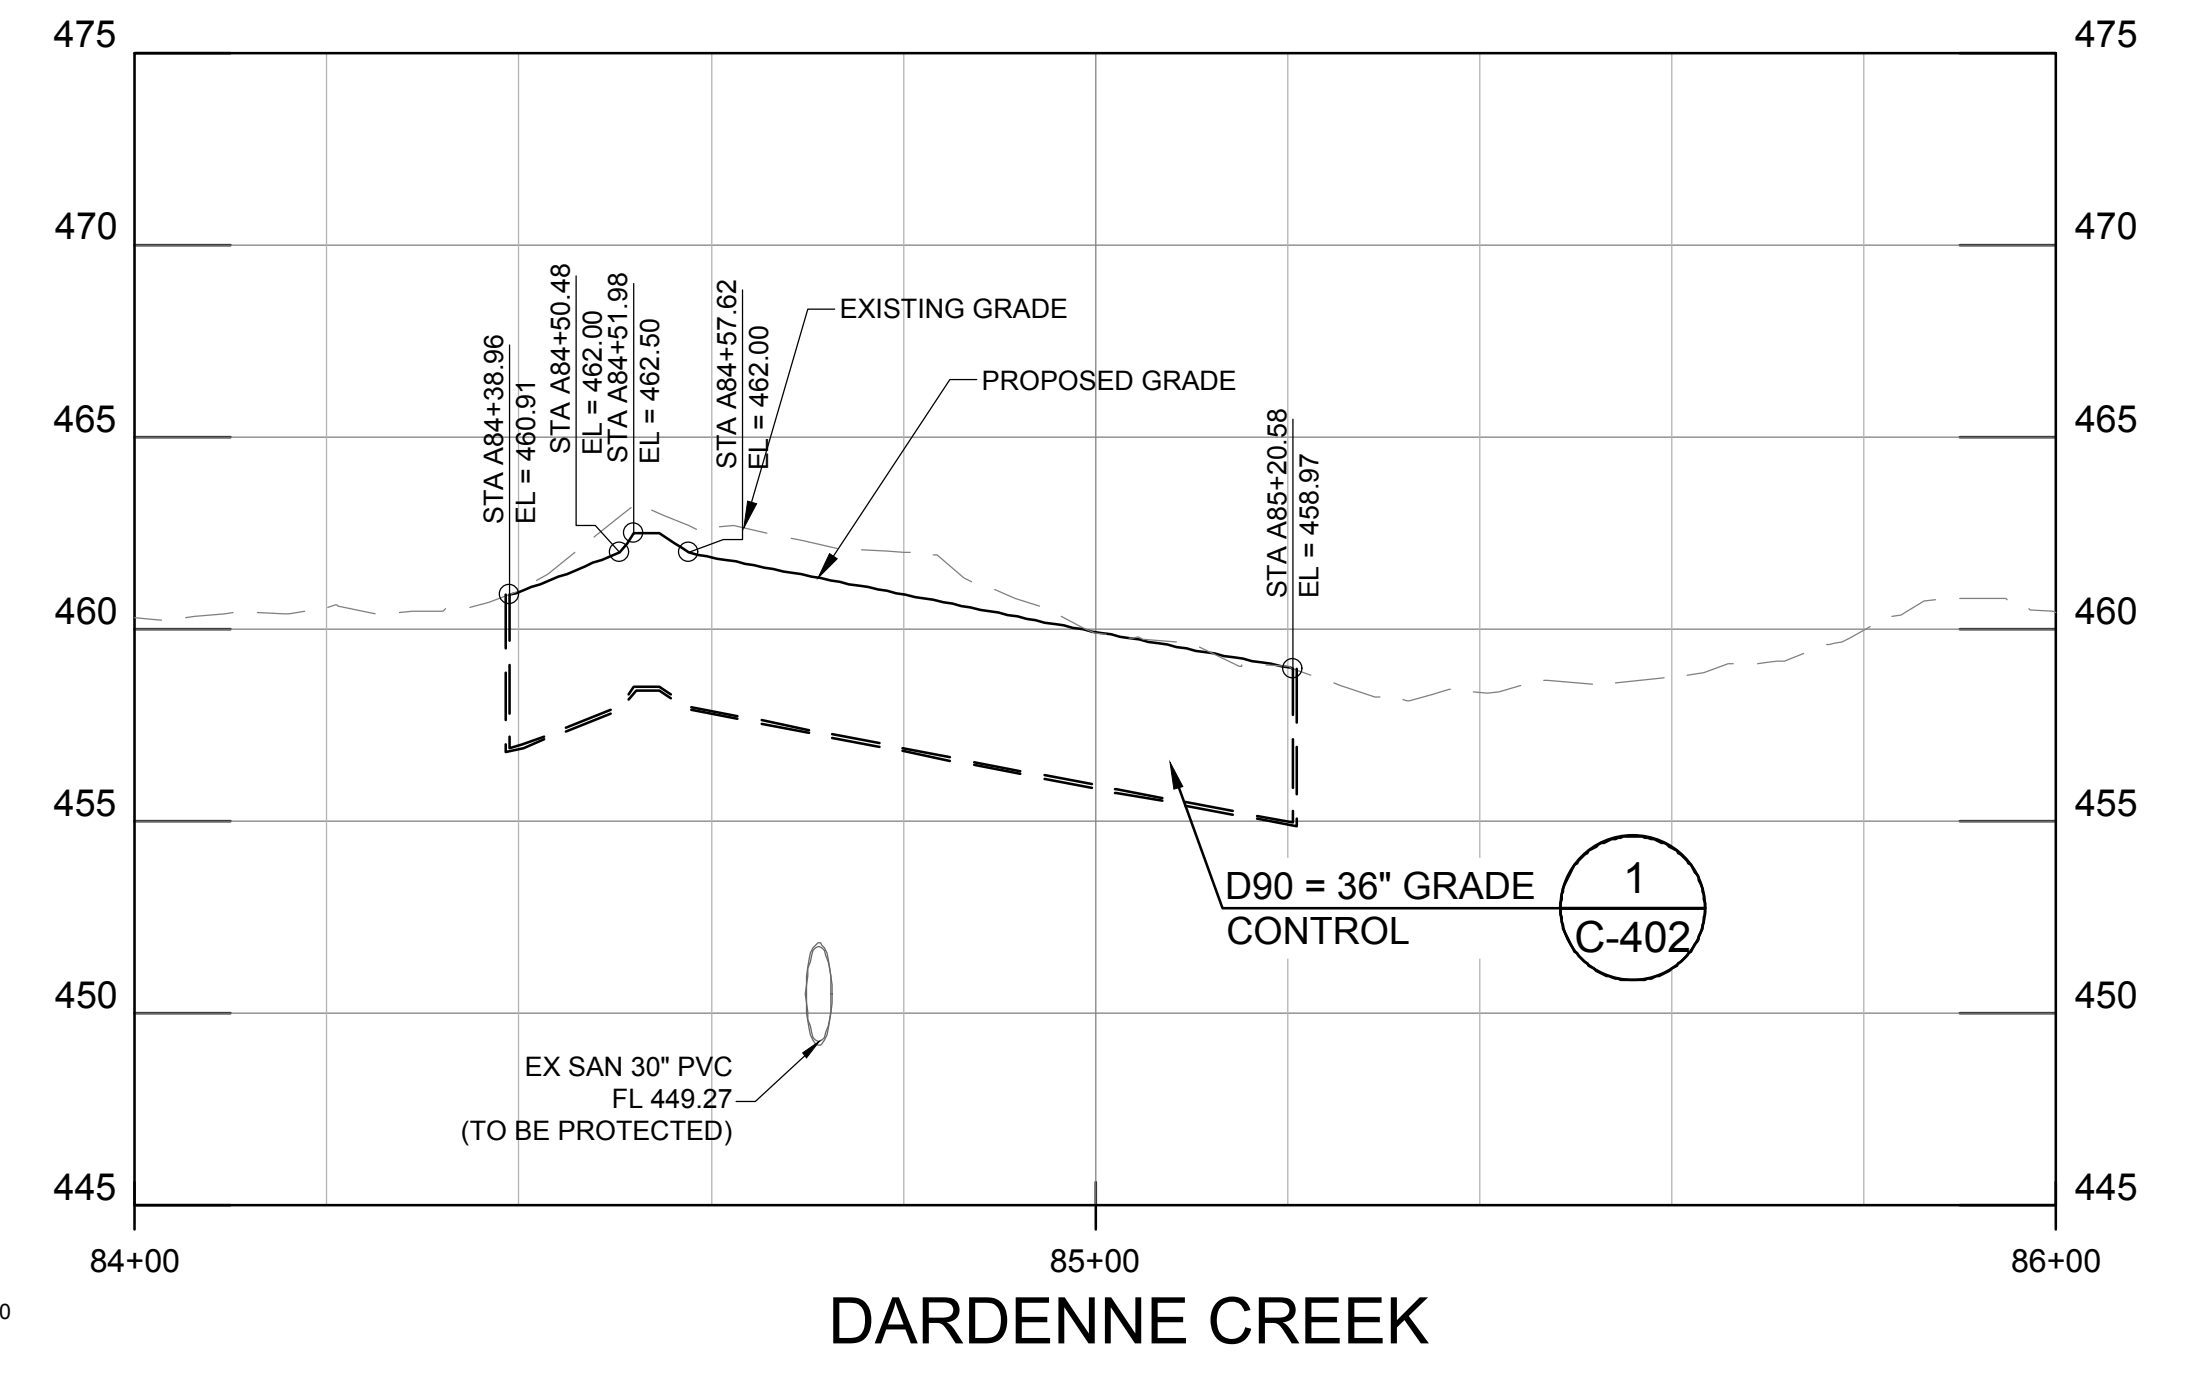 475
475
470
470
465
465
460
460
455
455
450
450
445
445
STA A84+38.96
EL = 460.91
STA A84+50.48
EL = 462.00
STA A84+51.98
EL = 462.50
STA A84+57.62
EL = 462.00
EXISTING GRADE
PROPOSED GRADE
STA A85+20.58
EL = 458.97
D90 = 36" GRADE
CONTROL
1
C-402
EX SAN 30" PVC
FL 449.27
(TO BE PROTECTED)
84+00
85+00
86+00
0
DARDENNE CREEK